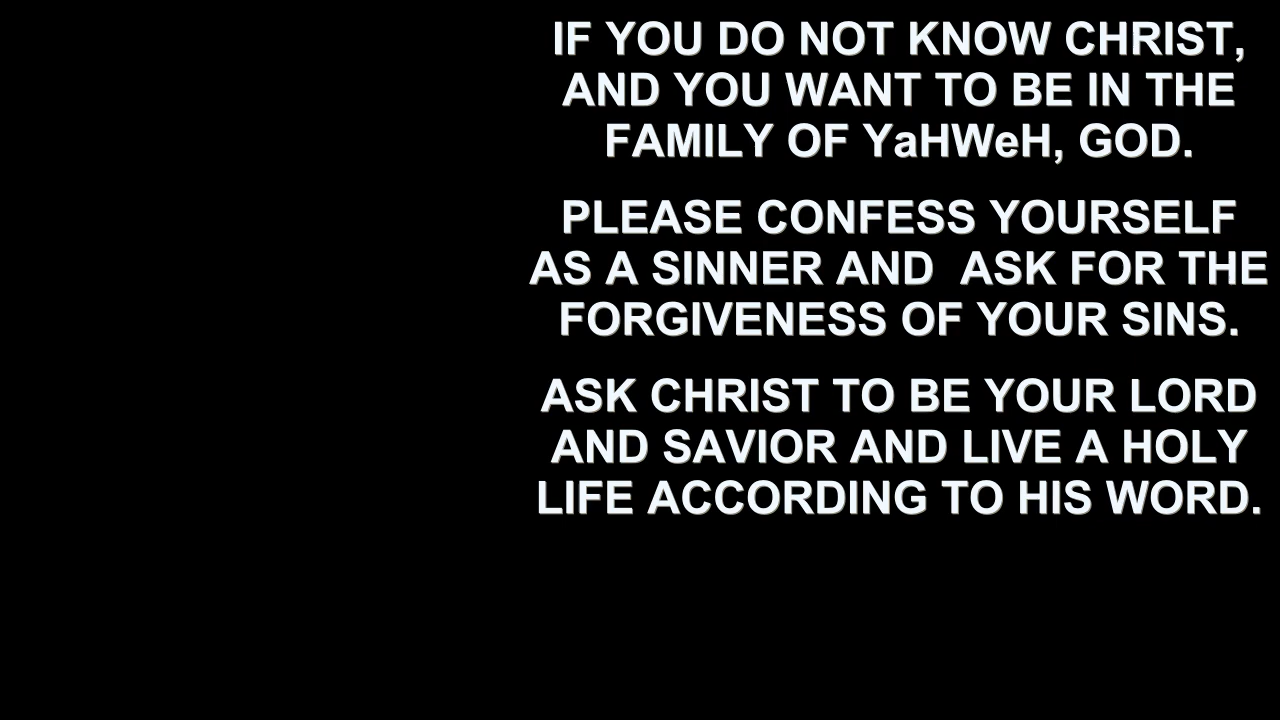 IF YOU DO NOT KNOW CHRIST,
AND YOU WANT TO BE IN THE
FAMILY OF YaHWeH, GOD.
PLEASE CONFESS YOURSELF
AS A SINNER AND  ASK FOR THE
FORGIVENESS OF YOUR SINS.
ASK CHRIST TO BE YOUR LORD
AND SAVIOR AND LIVE A HOLY
LIFE ACCORDING TO HIS WORD.